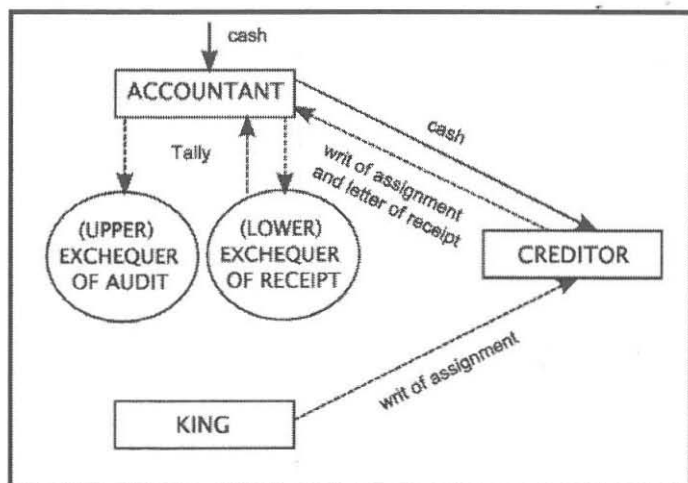 cash
ACCOUNTANT
cash
Tally
writ of assignment
and letter of receipt
(UPPER)
EXCHEQUER
OF AUDIT
(LOWER)
EXCHEQUER
OF RECEIPT
CREDITOR
writ of assignment
KING